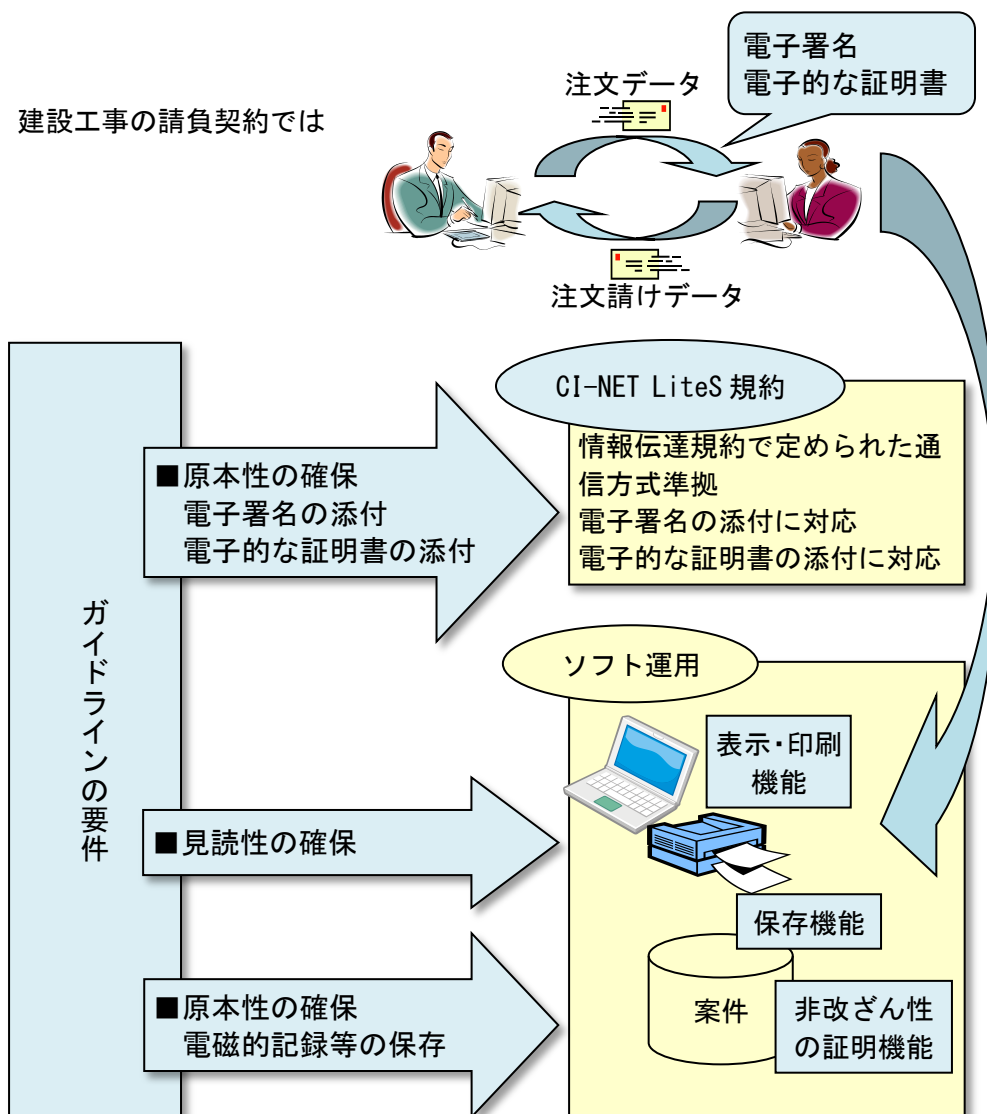 電子署名
電子的な証明書
注文データ
建設工事の請負契約では
注文請けデータ
CI-NET LiteS規約
情報伝達規約で定められた通
信方式準拠
電子署名の添付に対応
電子的な証明書の添付に対応
■原本性の確保
電子署名の添付
電子的な証明書の添付
ガイドラインの要件
ソフト運用
表示・印刷
機能
■見読性の確保
保存機能
■原本性の確保
電磁的記録等の保存
案件
非改ざん性
の証明機能